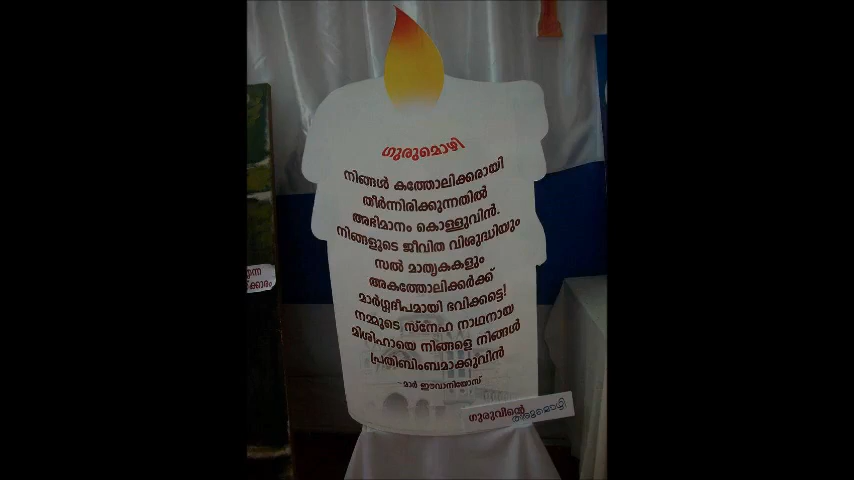 ഗുരുമൊഴി
നിങ്ങൾ കത്തോലിക്കരായി
തീർന്നിരിക്കുന്നതിൽ
അഭിമാനം കൊള്ളുവിൻ.
നിങ്ങളുടെ ജീവിത വിശുദ്ധിയും
സൽ മാതൃകകളും
അകത്തോലിക്കർക്ക്
മാർഗ്ഗദീപമായി ഭവിക്കട്ടെ!
നമ്മുടെ സ്നേഹ നാഥനായ
മിശിഹായെ നിങ്ങളെ നിങ്ങൾ
പ്രതിബിംബമാക്കുവിൻ
മാർ ഈവാനിയോസ്
ഗുരുവിന്റെ
തിരുമൊഴി